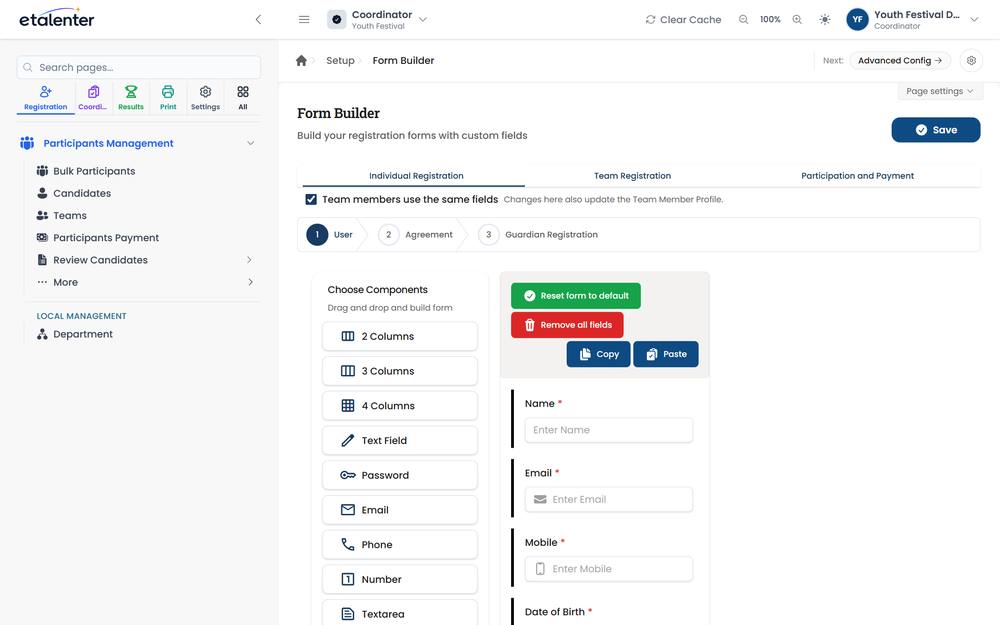 etalenter
Coordinator
Youth Festival
Clear Cache
100%
YF
Youth Festival D...
Coordinator
Search pages...
Registration
Coordi...
Results
Print
Settings
All
Participants Management
Bulk Participants
Candidates
Teams
Participants Payment
Review Candidates
More
LOCAL MANAGEMENT
Department
Setup
Form Builder
Next:
Advanced Config →
Page settings
Form Builder
Build your registration forms with custom fields
Save
Individual Registration
Team Registration
Participation and Payment
Team members use the same fields Changes here also update the Team Member Profile.
1 User
2 Agreement
3 Guardian Registration
Choose Components
Drag and drop and build form
2 Columns
3 Columns
4 Columns
Text Field
Password
Email
Phone
1 Number
Textarea
Reset form to default
Remove all fields
Copy
Paste
Name *
Enter Name
Email *
Enter Email
Mobile *
Enter Mobile
Date of Birth *